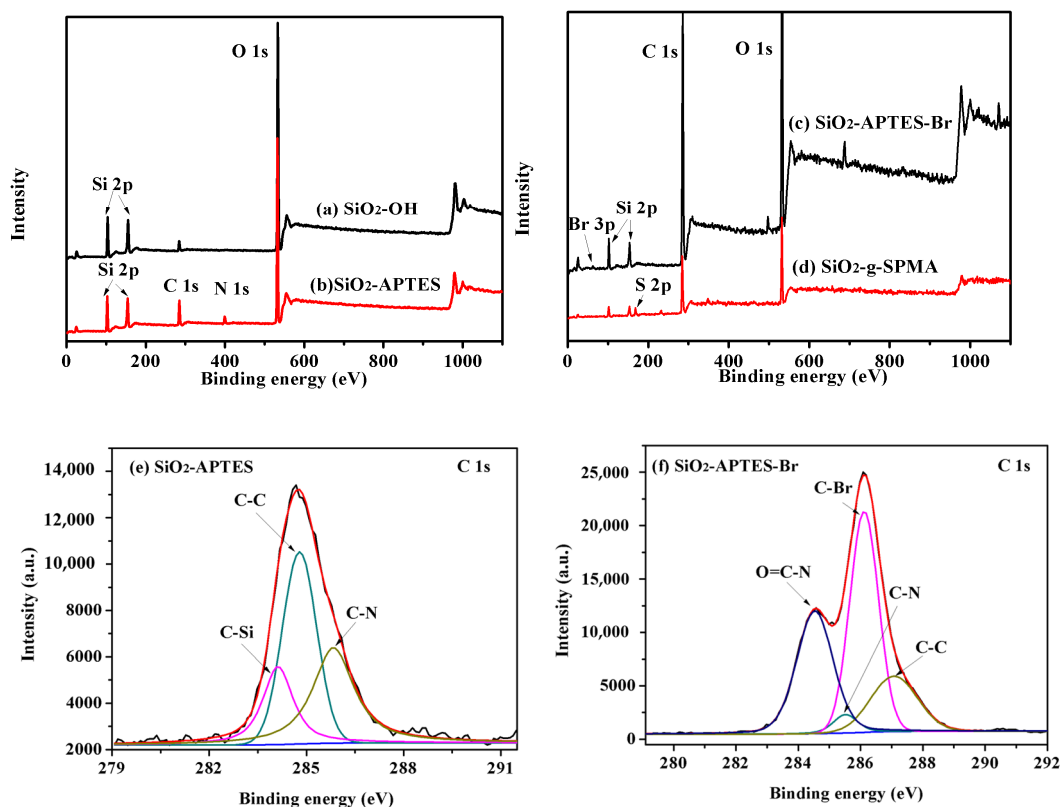 O 1s
Si 2p
(a) SiO2-OH
Si 2p
C 1s
N 1s
(b)SiO2-APTES
Intensity
0
200
400
600
800
1000
Binding energy (eV)
C 1s
O 1s
(c) SiO2-APTES-Br
Br 3p
Si 2p
S 2p
(d) SiO2-g-SPMA
Intensity
0
200
400
600
800
1000
Binding energy (eV)
(e) SiO2-APTES
C 1s
C-C
C-N
C-Si
14,000
12,000
10,000
8000
6000
4000
2000
Intensity (a.u.)
279
282
285
288
291
Binding energy (eV)
(f) SiO2-APTES-Br
C 1s
C-Br
O=C-N
C-N
C-C
25,000
22,000
17,000
15,000
10,000
5000
0
Intensity (a.u.)
280
282
284
286
288
290
292
Binding energy (eV)